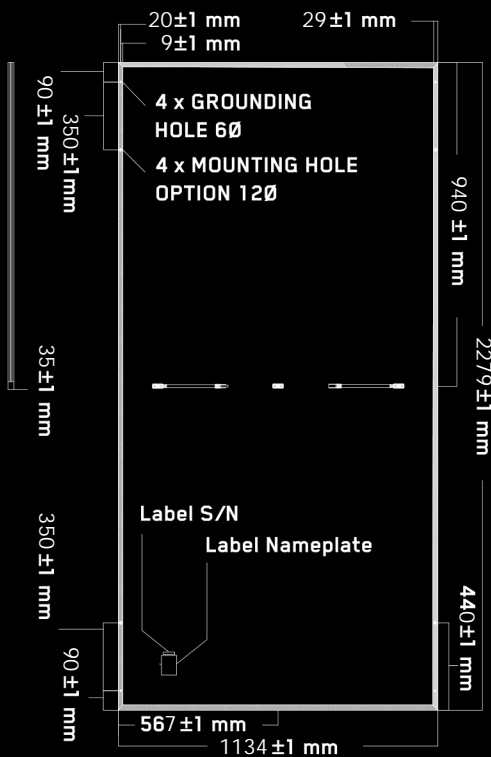 20±1 mm
29±1 mm
9±1 mm
90±1 mm
350±1mm
4 x GROUNDING
HOLE 6Ø
4 x MOUNTING HOLE
OPTION 12Ø
940 ±1 mm
2279±1 mm
35±1 mm
350±1 mm
Label S/N
Label Nameplate
440±1 mm
90±1 mm
567±1 mm
1134±1 mm